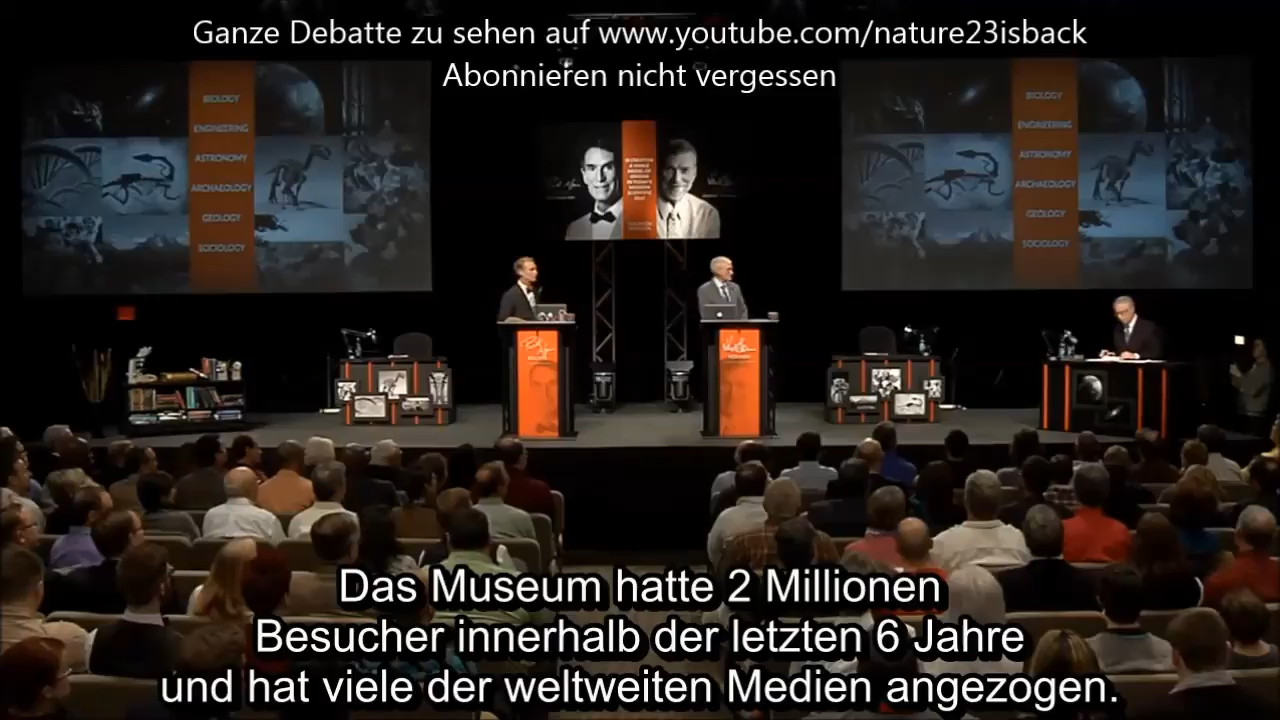 Ganze Debatte zu sehen auf www.youtube.com/nature23isback
Abonnieren nicht vergessen
BIOLOGY
ENGINEERING
ASTRONOMY
ARCHAEOLOGY
GEOLOGY
SOCIOLOGY
BIOLOGY
ENGINEERING
ASTRONOMY
ARCHAEOLOGY
GEOLOGY
SOCIOLOGY
Das Museum hatte 2 Millionen
Besucher innerhalb der letzten 6 Jahre
und hat viele der weltweiten Medien angezogen.